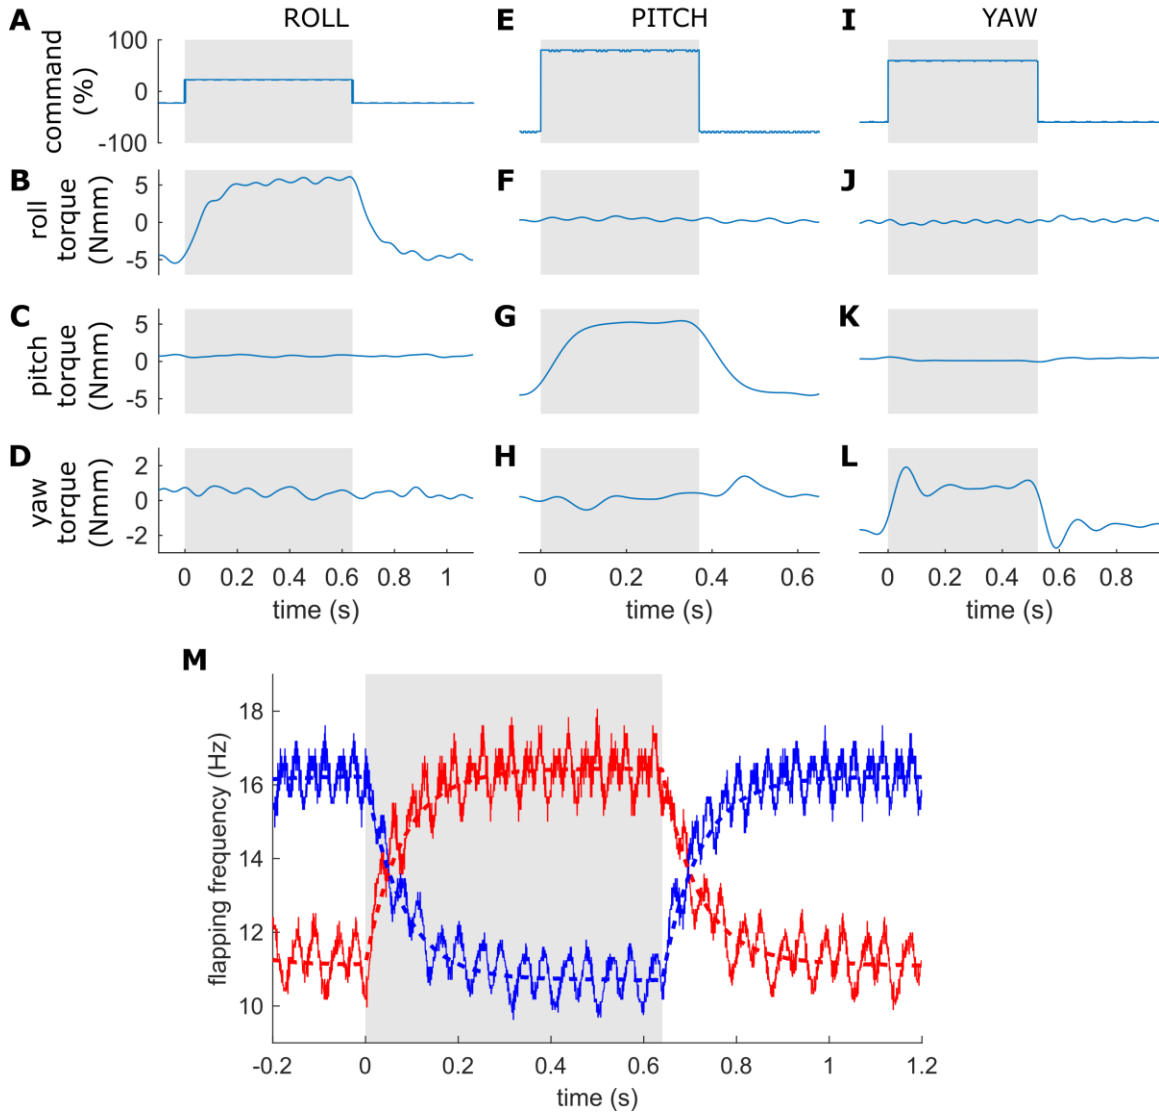 A ROLL E PITCH I YAW
command
(%)
100
0
-100
B F J
roll
torque
(Nmm)
5
0
-5
C G K
pitch
torque
(Nmm)
5
0
-5
D H L
yaw
torque
(Nmm)
2
0
-2
0 0.2 0.4 0.6 0.8 1 0 0.2 0.4 0.6 0 0.2 0.4 0.6 0.8
time (s) time (s) time (s)
M
flapping frequency (Hz)
18
16
14
12
10
-0.2 0 0.2 0.4 0.6 0.8 1 1.2
time (s)